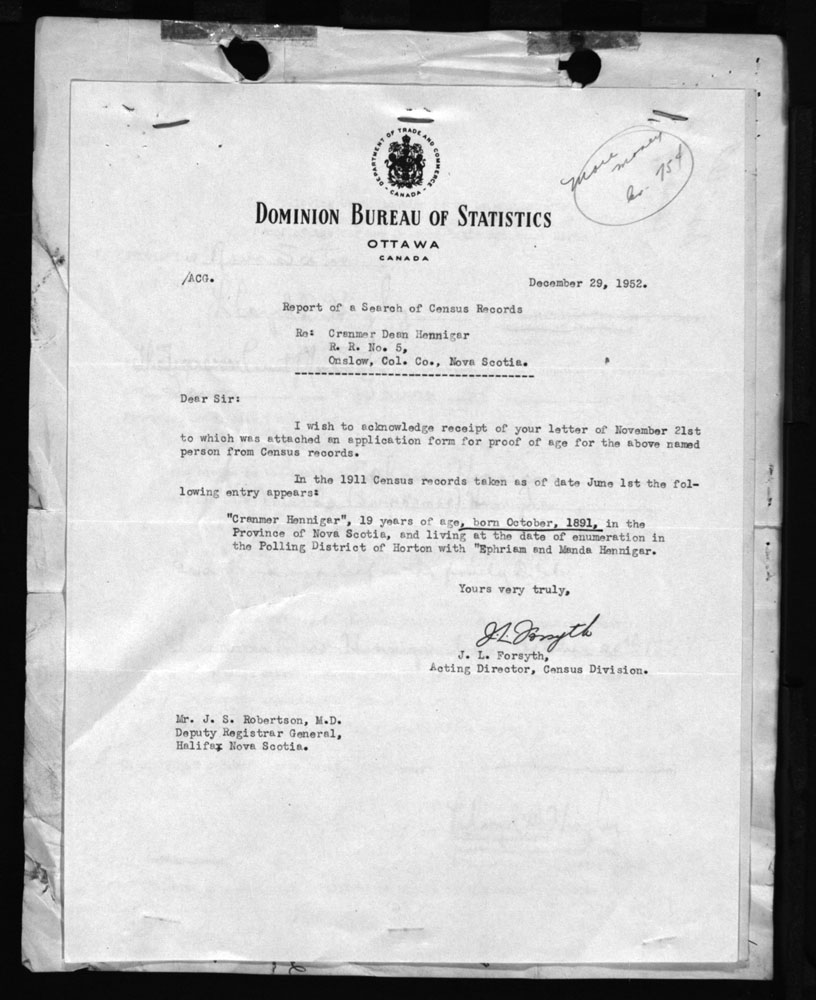 DEPARTMENT OF TRADE AND COMMERCE
- CANADA -
More money
75¢
DOMINION BUREAU OF STATISTICS
OTTAWA
CANADA
/ACG.
December 29, 1952.
Report of a Search of Census Records
Re: Cranmer Dean Hennigar
R. R. No. 5,
Onslow, Col. Co., Nova Scotia.
Dear Sir:
I wish to acknowledge receipt of your letter of November 21st
to which was attached an application form for proof of age for the above named
person from Census records.
In the 1911 Census records taken as of date June 1st the fol-
lowing entry appears:
"Cranmer Hennigar", 19 years of age, born October, 1891, in the
Province of Nova Scotia, and living at the date of enumeration in
the Polling District of Horton with "Ephriam and Manda Hennigar.
Yours very truly,
J.L. Forsyth
J. L. Forsyth,
Acting Director, Census Division.
Mr. J. S. Robertson, M.D.
Deputy Registrar General,
Halifax Nova Scotia.